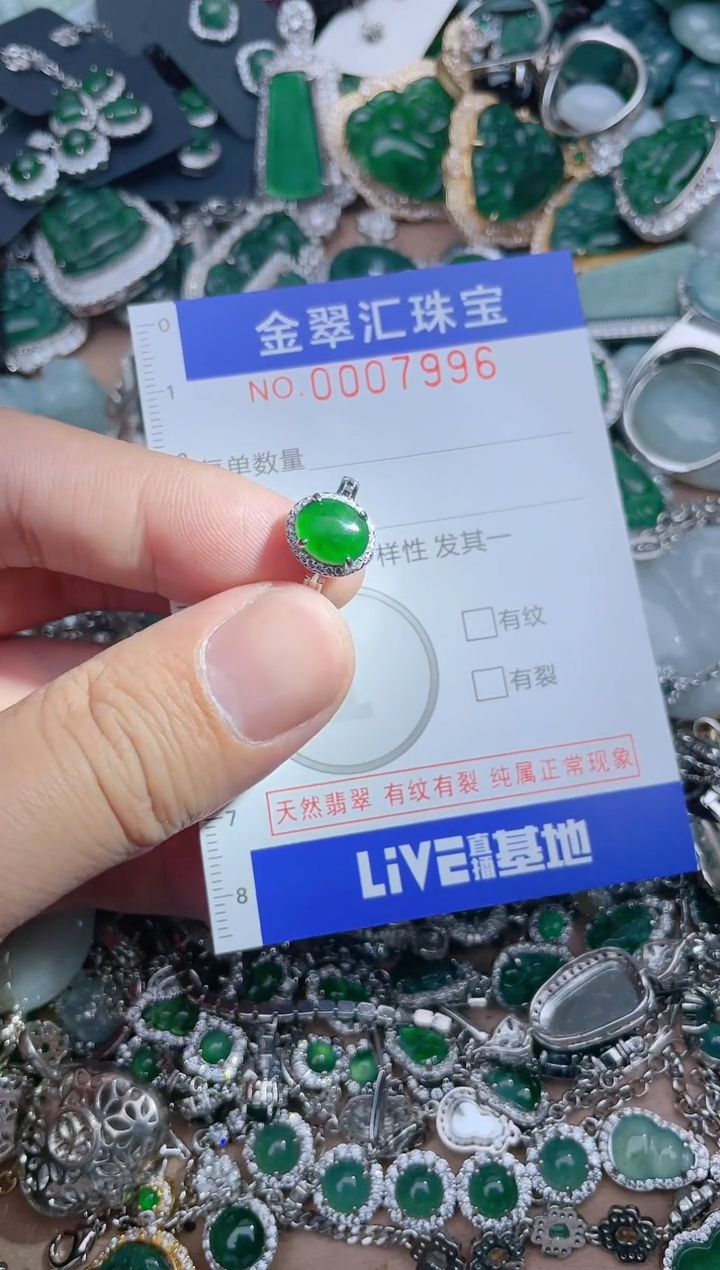 金翠汇珠宝
NO.0007996
单数量
样性 发其一
有纹
有裂
天然翡翠 有纹有裂 纯属正常现象
LiVE直播基地
0
1
7
8